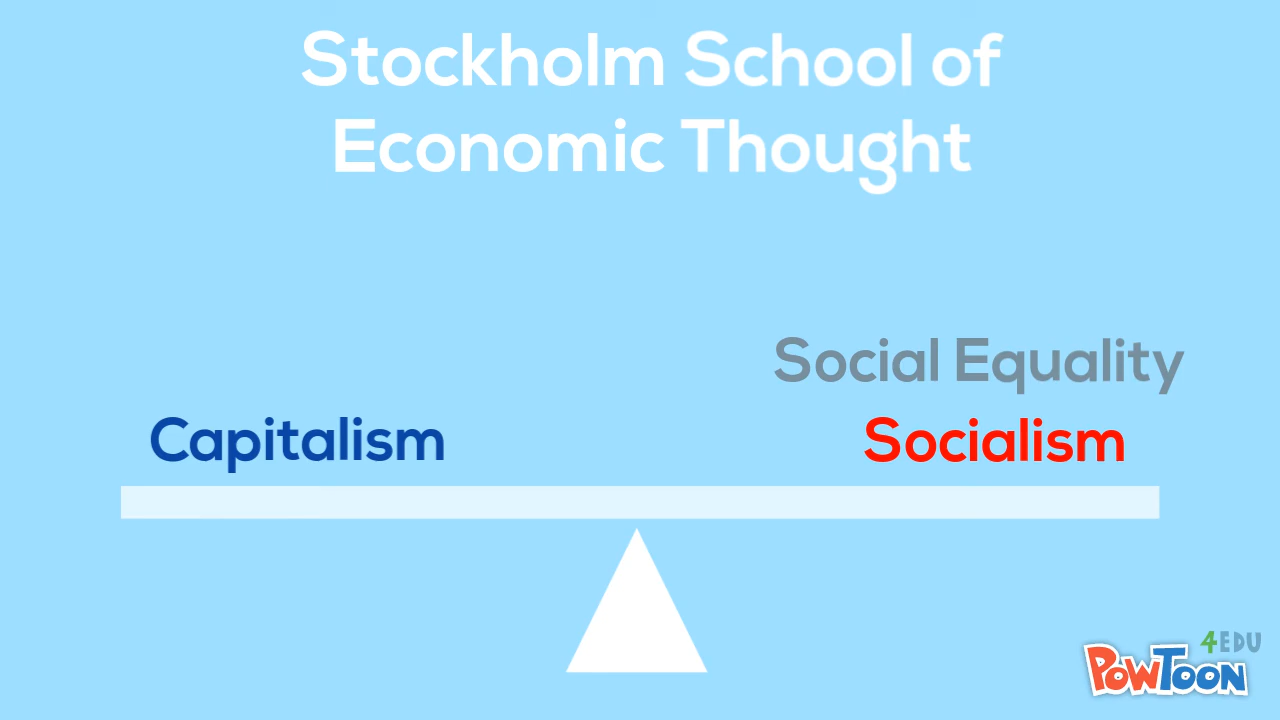 Stockholm School of
Economic Thought
Social Equality
Capitalism
Socialism
4EDU
POWTOON